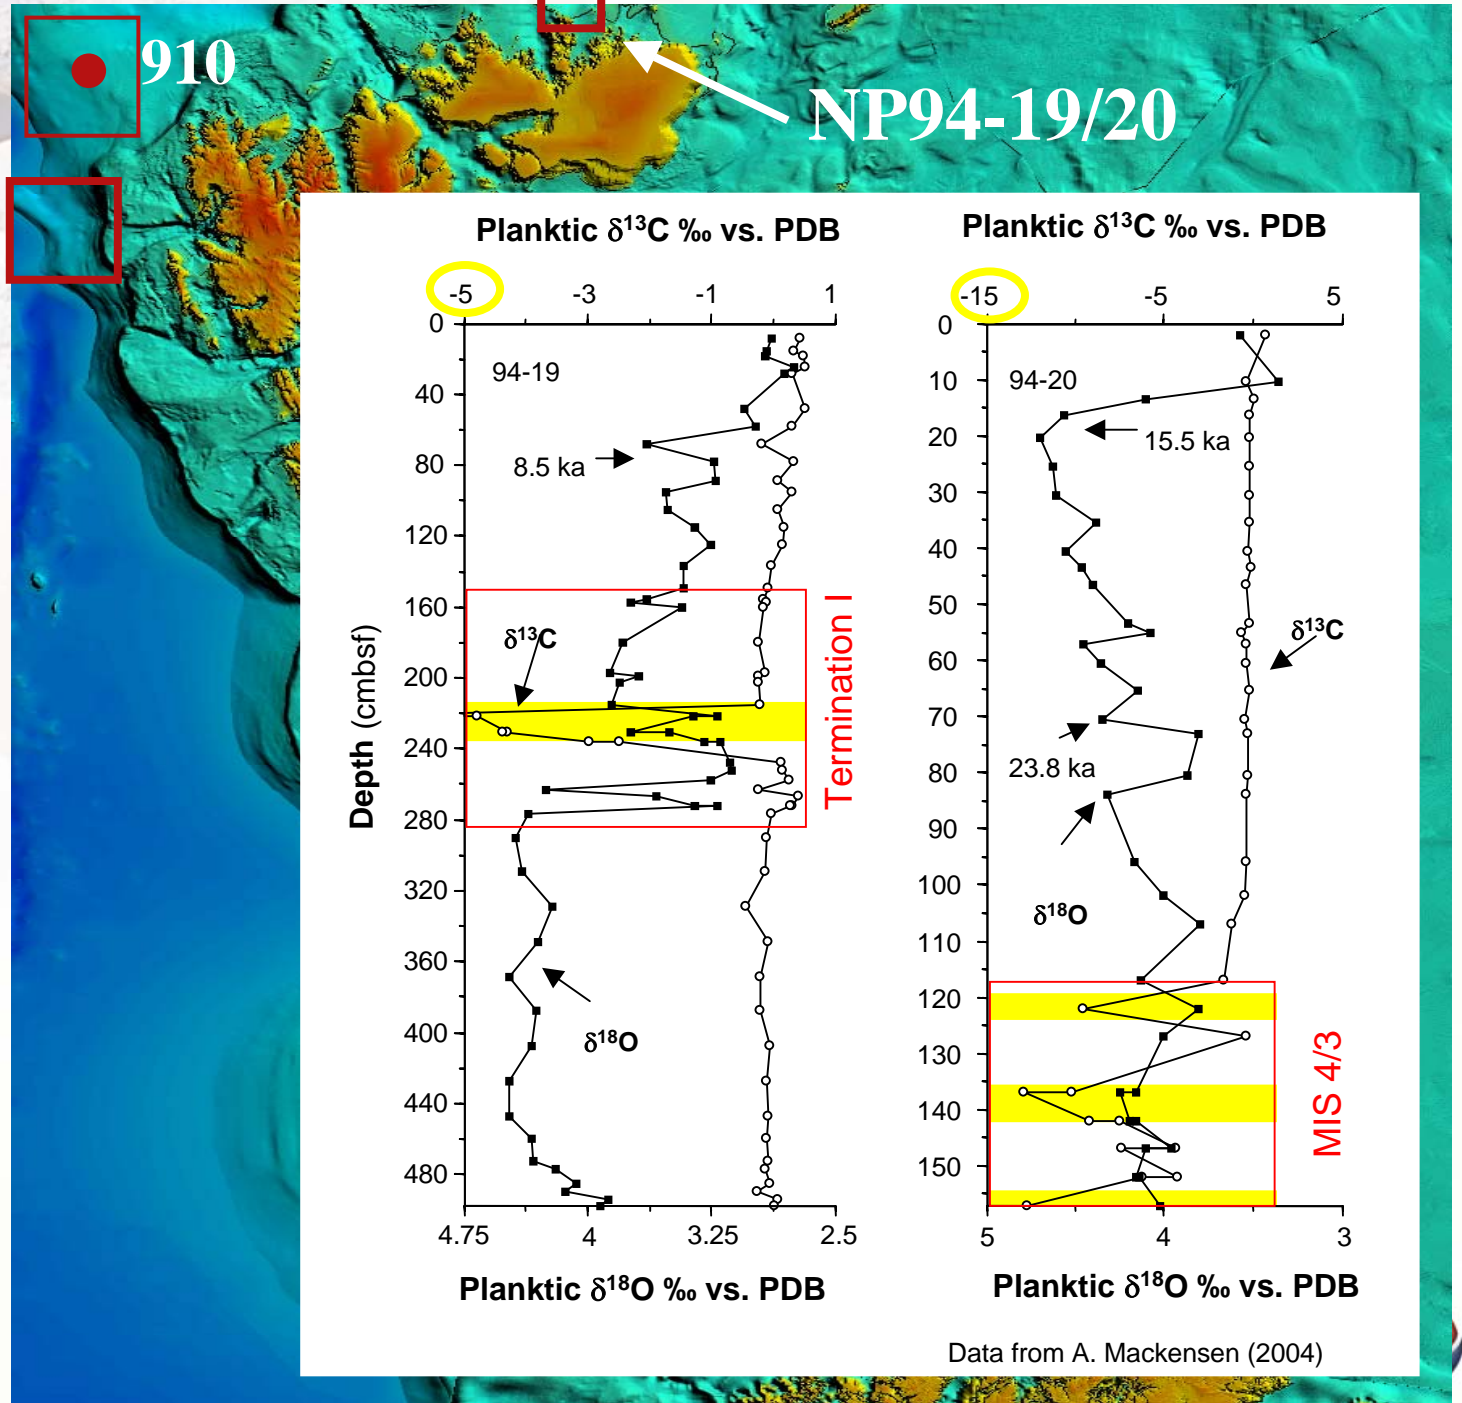 910
NP94-19/20
Planktic δ13C ‰ vs. PDB
-5 -3 -1 1
94-19
8.5 ka
δ13C
δ18O
Termination I
Depth (cmbsf)
0
40
80
120
160
200
240
280
320
360
400
440
480
4.75 4 3.25 2.5
Planktic δ18O ‰ vs. PDB
Planktic δ13C ‰ vs. PDB
-15 -5 5
94-20
15.5 ka
δ13C
23.8 ka
δ18O
MIS 4/3
0
10
20
30
40
50
60
70
80
90
100
110
120
130
140
150
5 4 3
Planktic δ18O ‰ vs. PDB
Data from A. Mackensen (2004)